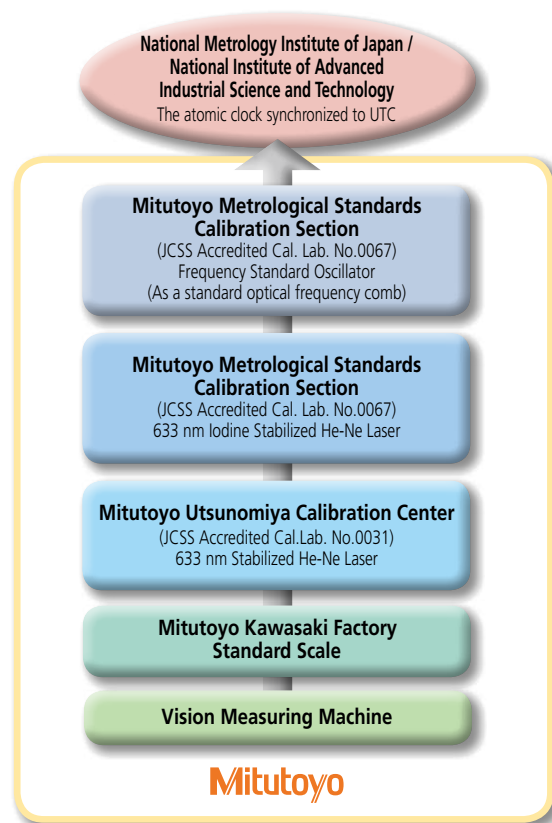 National Metrology Institute of Japan /
National Institute of Advanced
Industrial Science and Technology
The atomic clock synchronized to UTC
Mitutoyo Metrological Standards
Calibration Section
(JCSS Accredited Cal. Lab. No.0067)
Frequency Standard Oscillator
(As a standard optical frequency comb)
Mitutoyo Metrological Standards
Calibration Section
(JCSS Accredited Cal. Lab. No.0067)
633 nm Iodine Stabilized He-Ne Laser
Mitutoyo Utsunomiya Calibration Center
(JCSS Accredited Cal.Lab. No.0031)
633 nm Stabilized He-Ne Laser
Mitutoyo Kawasaki Factory
Standard Scale
Vision Measuring Machine
Mitutoyo